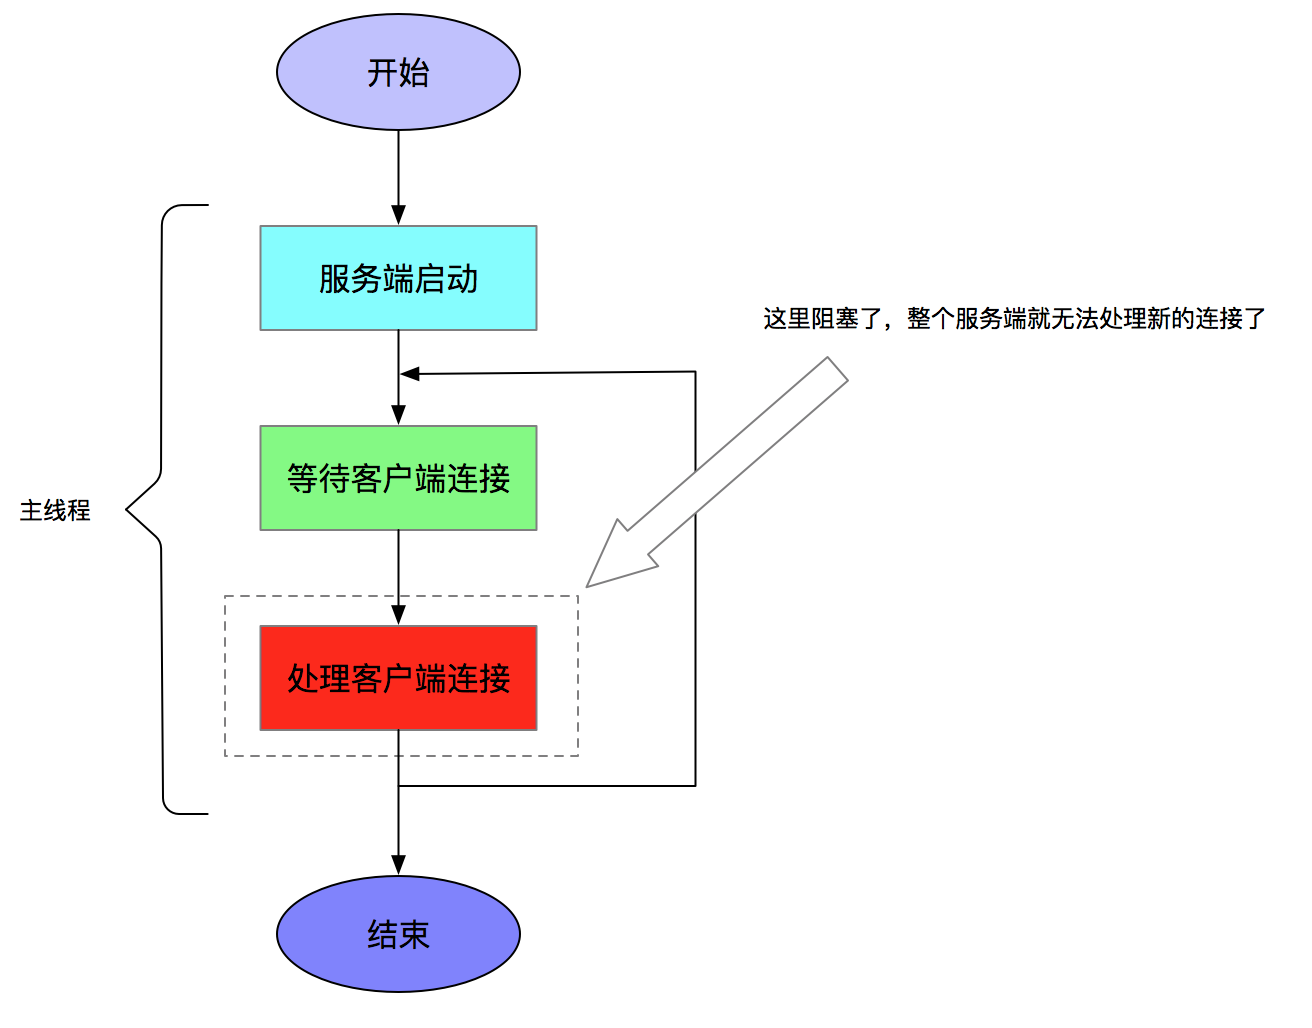 开始
服务端启动
这里阻塞了，整个服务端就无法处理新的连接了
等待客户端连接
主线程
处理客户端连接
结束